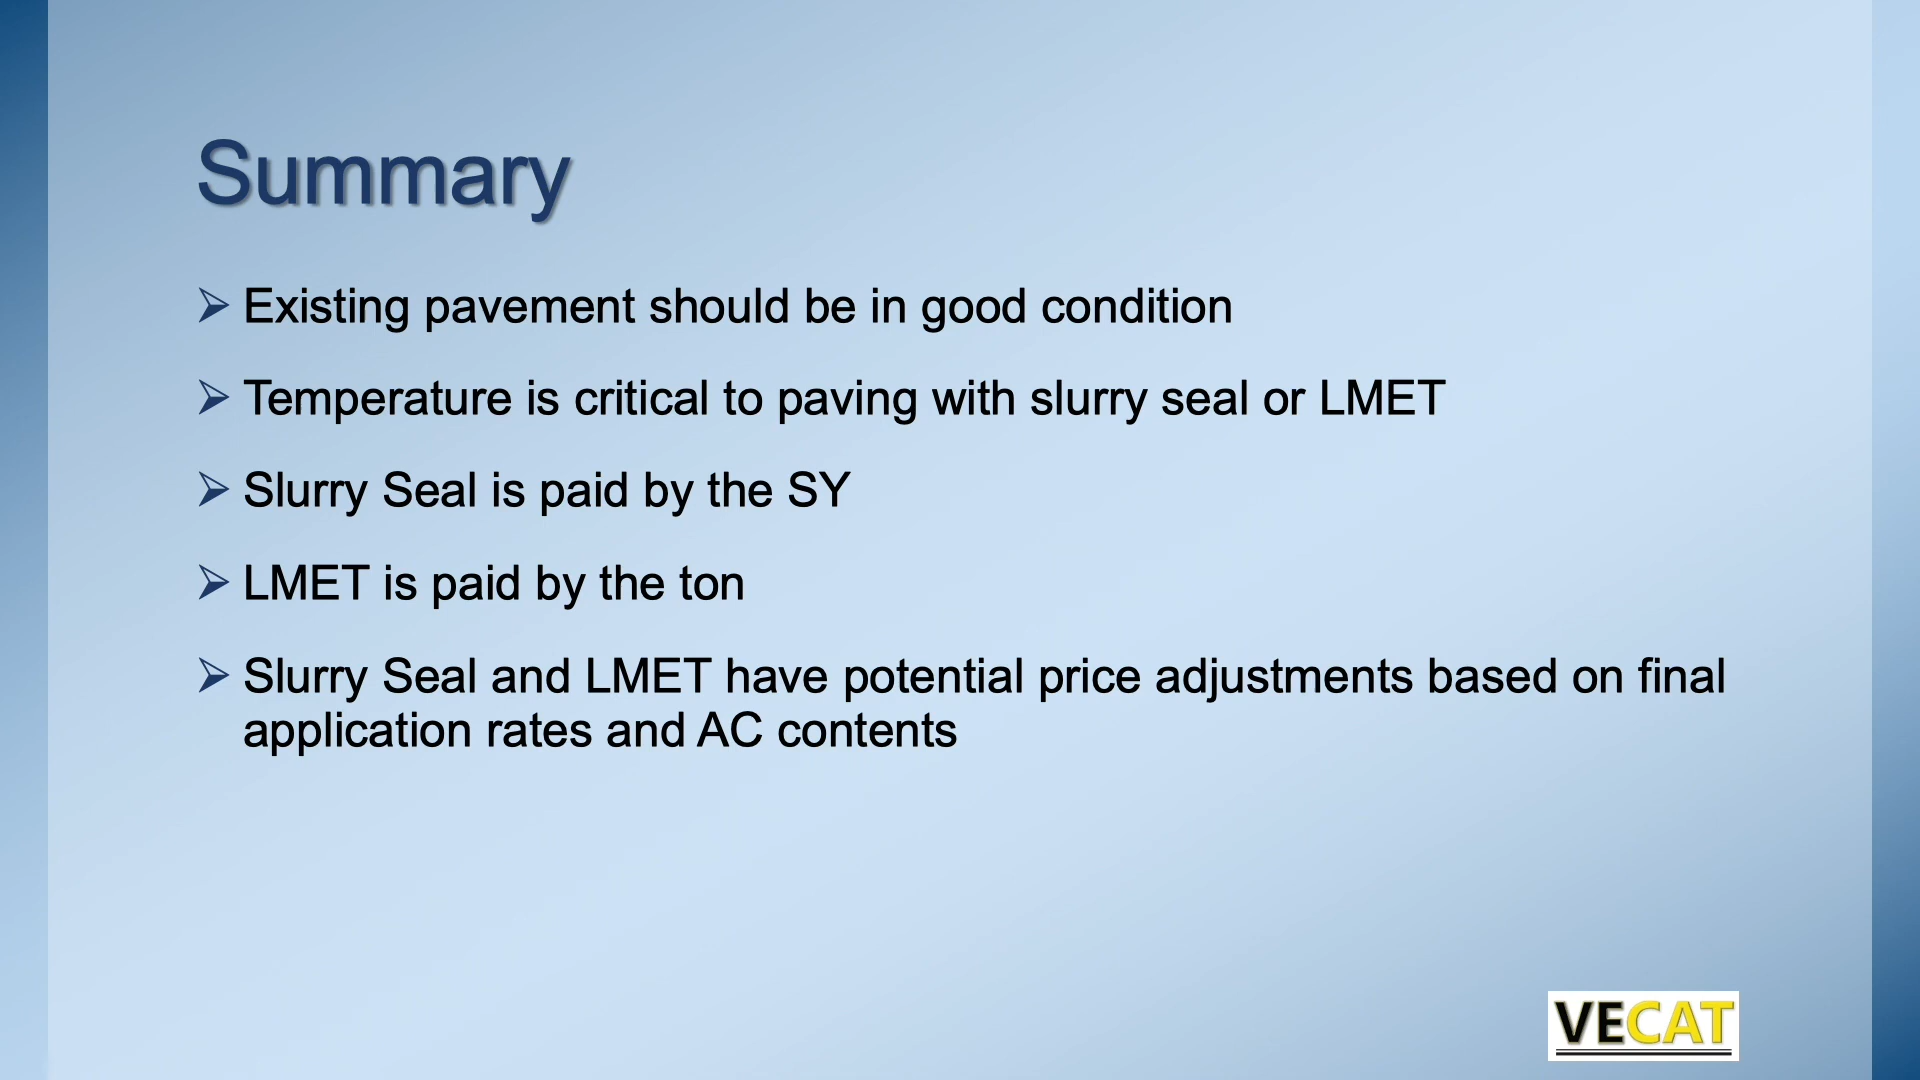 Summary
Existing pavement should be in good condition
Temperature is critical to paving with slurry seal or LMET
Slurry Seal is paid by the SY
LMET is paid by the ton
Slurry Seal and LMET have potential price adjustments based on final
application rates and AC contents
VECAT